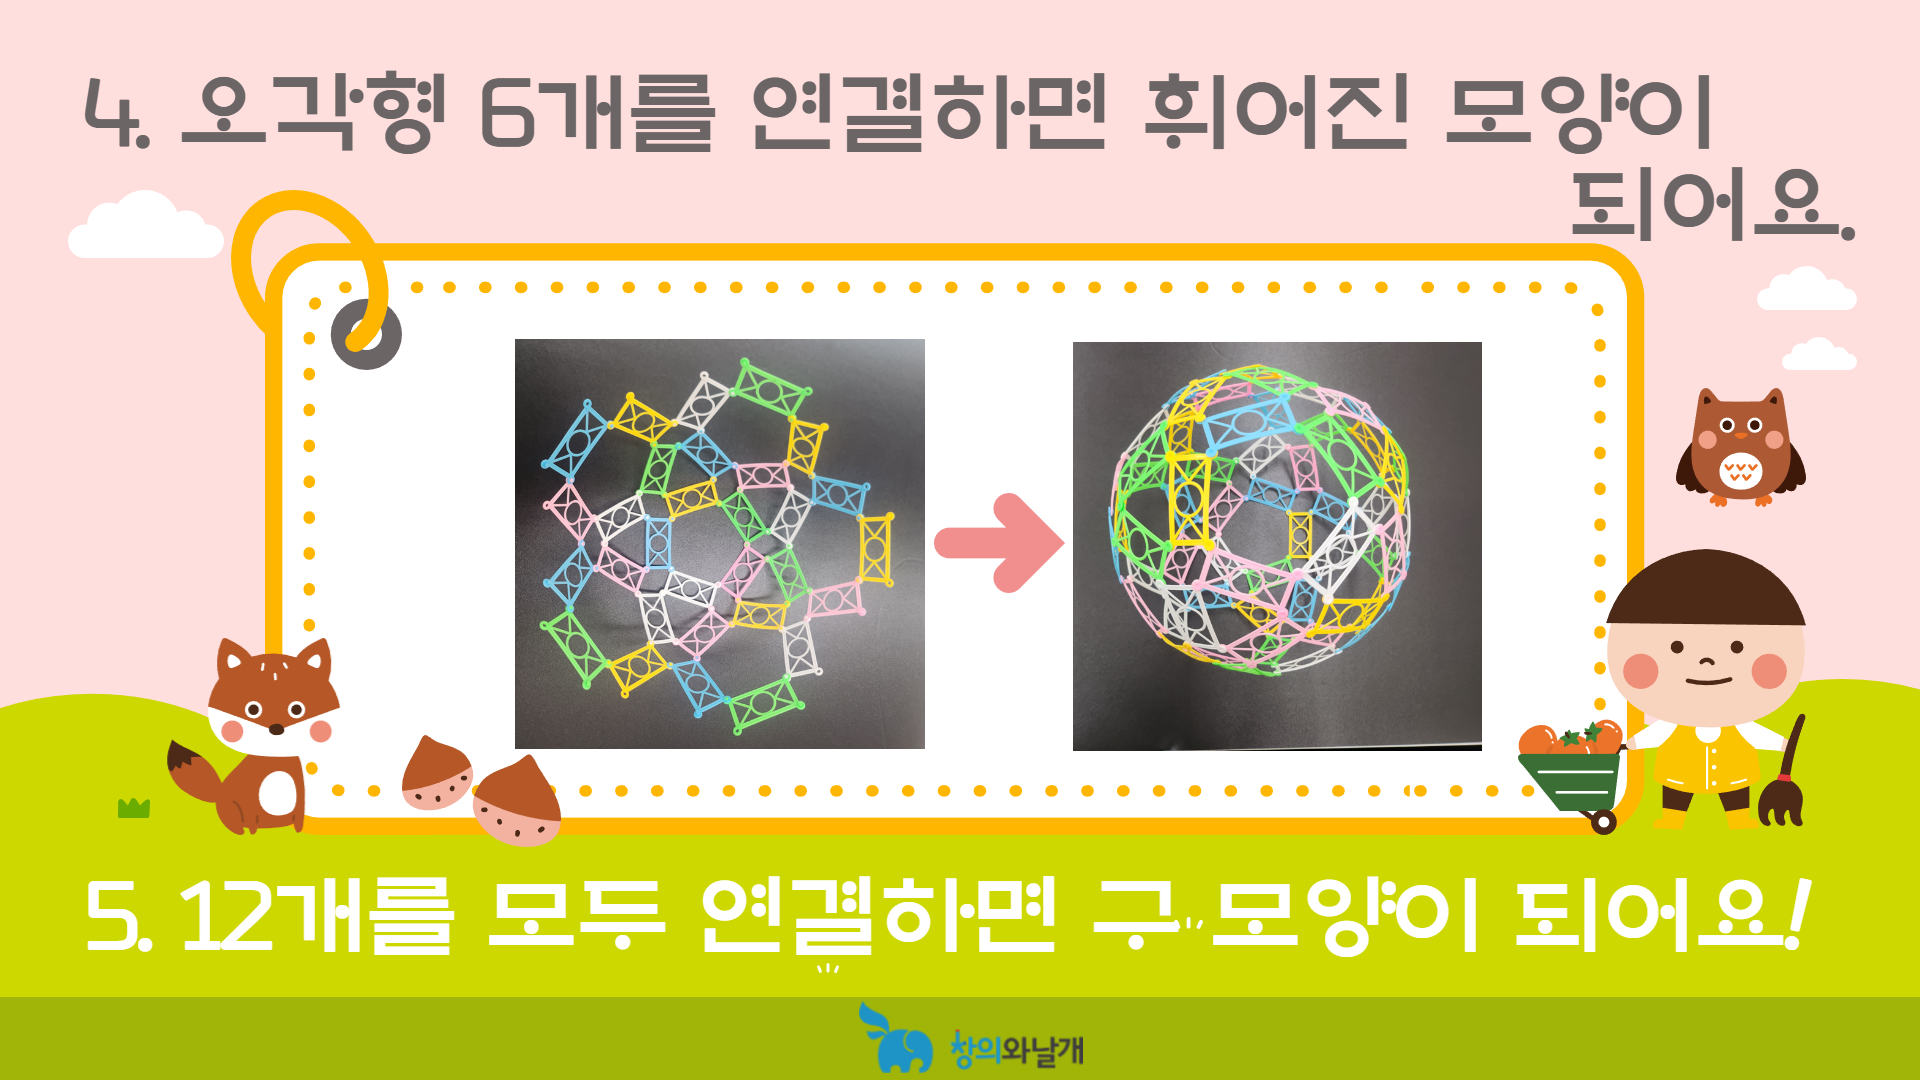 4. 오각형 6개를 연결하면 휘어진 모양이
되어요.
5. 12개를 모두 연결하면 구 모양이 되어요!
창의와날개